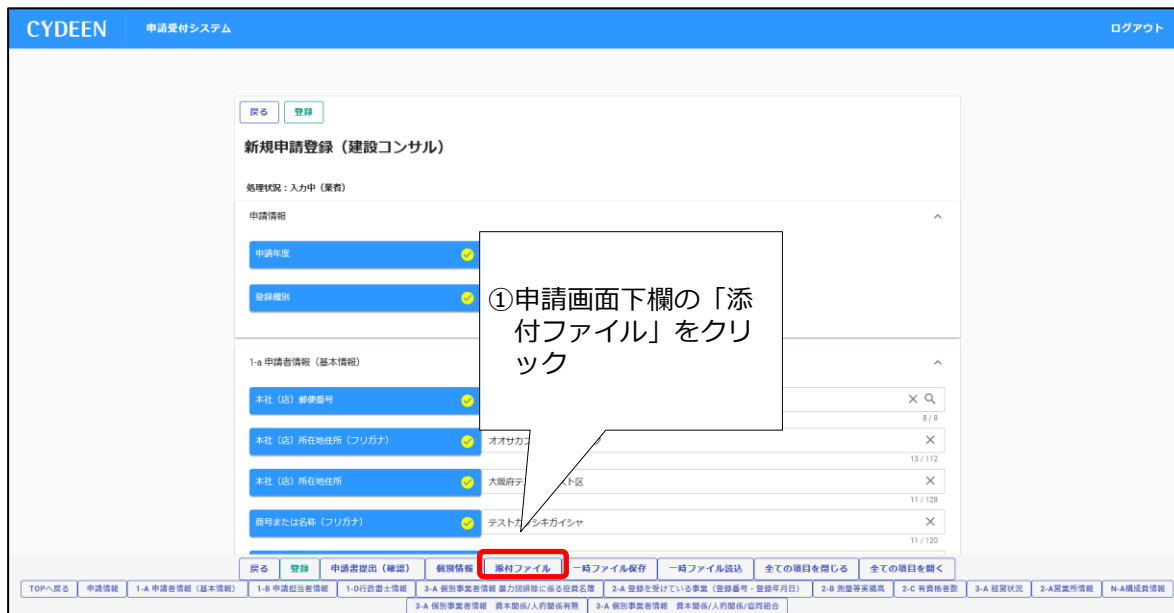 CYDEEN 申請受付システム ログアウト
戻る 登録
新規申請登録（建設コンサル）
処理状況：入力中（業者）
申請情報
申請年度
登録種別
①申請画面下欄の「添
付ファイル」をクリ
ック
1-a 申請者情報（基本情報）
本社（店）郵便番号
8 / 8
本社（店）所在地住所（フリガナ） オオサカフ
13 / 112
本社（店）所在地住所 大阪府テ スト区
11 / 128
商号または名称（フリガナ） テストカブシキガイシャ
11 / 120
戻る 登録 申請書提出（確認） 個別情報 添付ファイル 一時ファイル保存 一時ファイル読込 全ての項目を閉じる 全ての項目を開く
TOPへ戻る 申請情報 1-A 申請者情報（基本情報） 1-B 申請担当者情報 1-D行政書士情報 3-A 個別事業者情報 暴力団排除に係る役員名簿 2-A 登録を受けている事業（登録番号・登録年月日） 2-B 測量等実績高 2-C 有資格者数 3-A 経営状況 2-A営業所情報 N-A構成員情報
3-A 個別事業者情報 資本関係/人的関係有無 3-A 個別事業者情報 資本関係/人的関係/協同組合